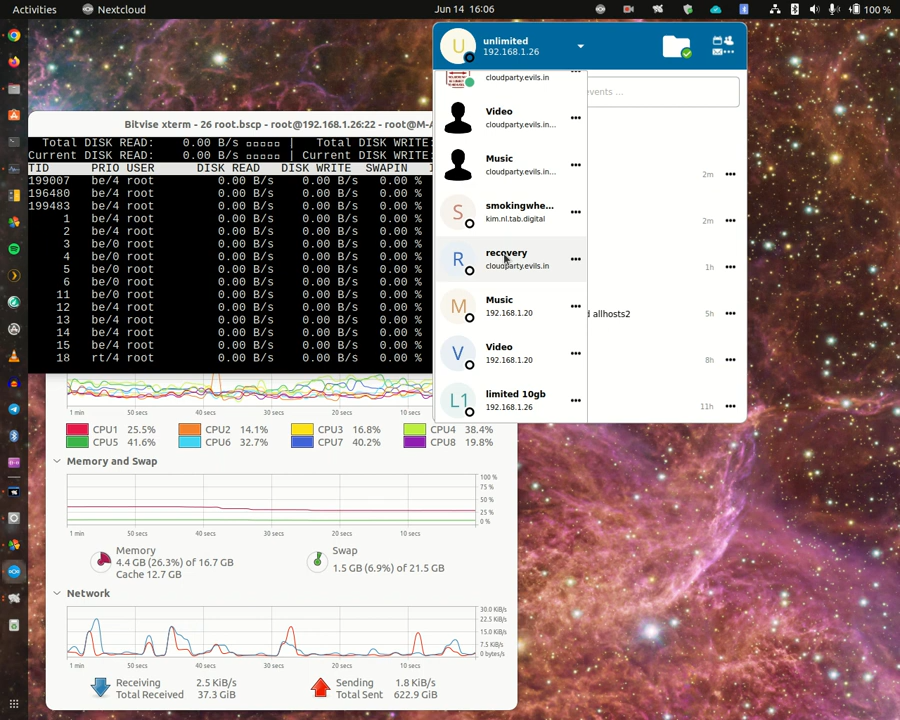 Activities
Nextcloud
Jun 14 16:06
100 %
U
unlimited
192.168.1.26
cloudparty.evils.in
vents ...
Video
cloudparty.evils.in...
Music
cloudparty.evils.in...
2m
S
smokingwhe...
kim.nl.tab.digital
2m
R
recovery
cloudparty.evils.in
1h
M
Music
192.168.1.20
d allhosts2
5h
V
Video
192.168.1.20
8h
L1
limited 10gb
192.168.1.26
11h
Bitvise xterm - 26 root.bscp - root@192.168.1.26:22 - root@M-A
Total DISK READ: 0.00 B/s | Total DISK WRITE:
Current DISK READ: 0.00 B/s | Current DISK WRITE:
TID PRIO USER DISK READ DISK WRITE SWAPIN
199007 be/4 root 0.00 B/s 0.00 B/s 0.00 %
196480 be/4 root 0.00 B/s 0.00 B/s 0.00 %
199483 be/4 root 0.00 B/s 0.00 B/s 0.00 %
1 be/4 root 0.00 B/s 0.00 B/s 0.00 %
2 be/4 root 0.00 B/s 0.00 B/s 0.00 %
3 be/0 root 0.00 B/s 0.00 B/s 0.00 %
4 be/0 root 0.00 B/s 0.00 B/s 0.00 %
5 be/0 root 0.00 B/s 0.00 B/s 0.00 %
6 be/0 root 0.00 B/s 0.00 B/s 0.00 %
11 be/0 root 0.00 B/s 0.00 B/s 0.00 %
12 be/4 root 0.00 B/s 0.00 B/s 0.00 %
13 be/4 root 0.00 B/s 0.00 B/s 0.00 %
14 be/4 root 0.00 B/s 0.00 B/s 0.00 %
15 be/4 root 0.00 B/s 0.00 B/s 0.00 %
18 rt/4 root 0.00 B/s 0.00 B/s 0.00 %
1 min 50 secs 40 secs 30 secs 20 secs 10 secs
CPU1 25.5% CPU2 14.1% CPU3 16.8% CPU4 38.4%
CPU5 41.6% CPU6 32.7% CPU7 40.2% CPU8 19.8%
Memory and Swap
100 %
75 %
50 %
25 %
0 %
1 min 50 secs 40 secs 30 secs 20 secs 10 secs
Memory
4.4 GB (26.3%) of 16.7 GB
Cache 12.7 GB
Swap
1.5 GB (6.9%) of 21.5 GB
Network
30.0 KiB/s
22.5 KiB/s
15.0 KiB/s
7.5 KiB/s
0 bytes/s
1 min 50 secs 40 secs 30 secs 20 secs 10 secs
Receiving 2.5 KiB/s
Total Received 37.3 GiB
Sending 1.8 KiB/s
Total Sent 622.9 GiB